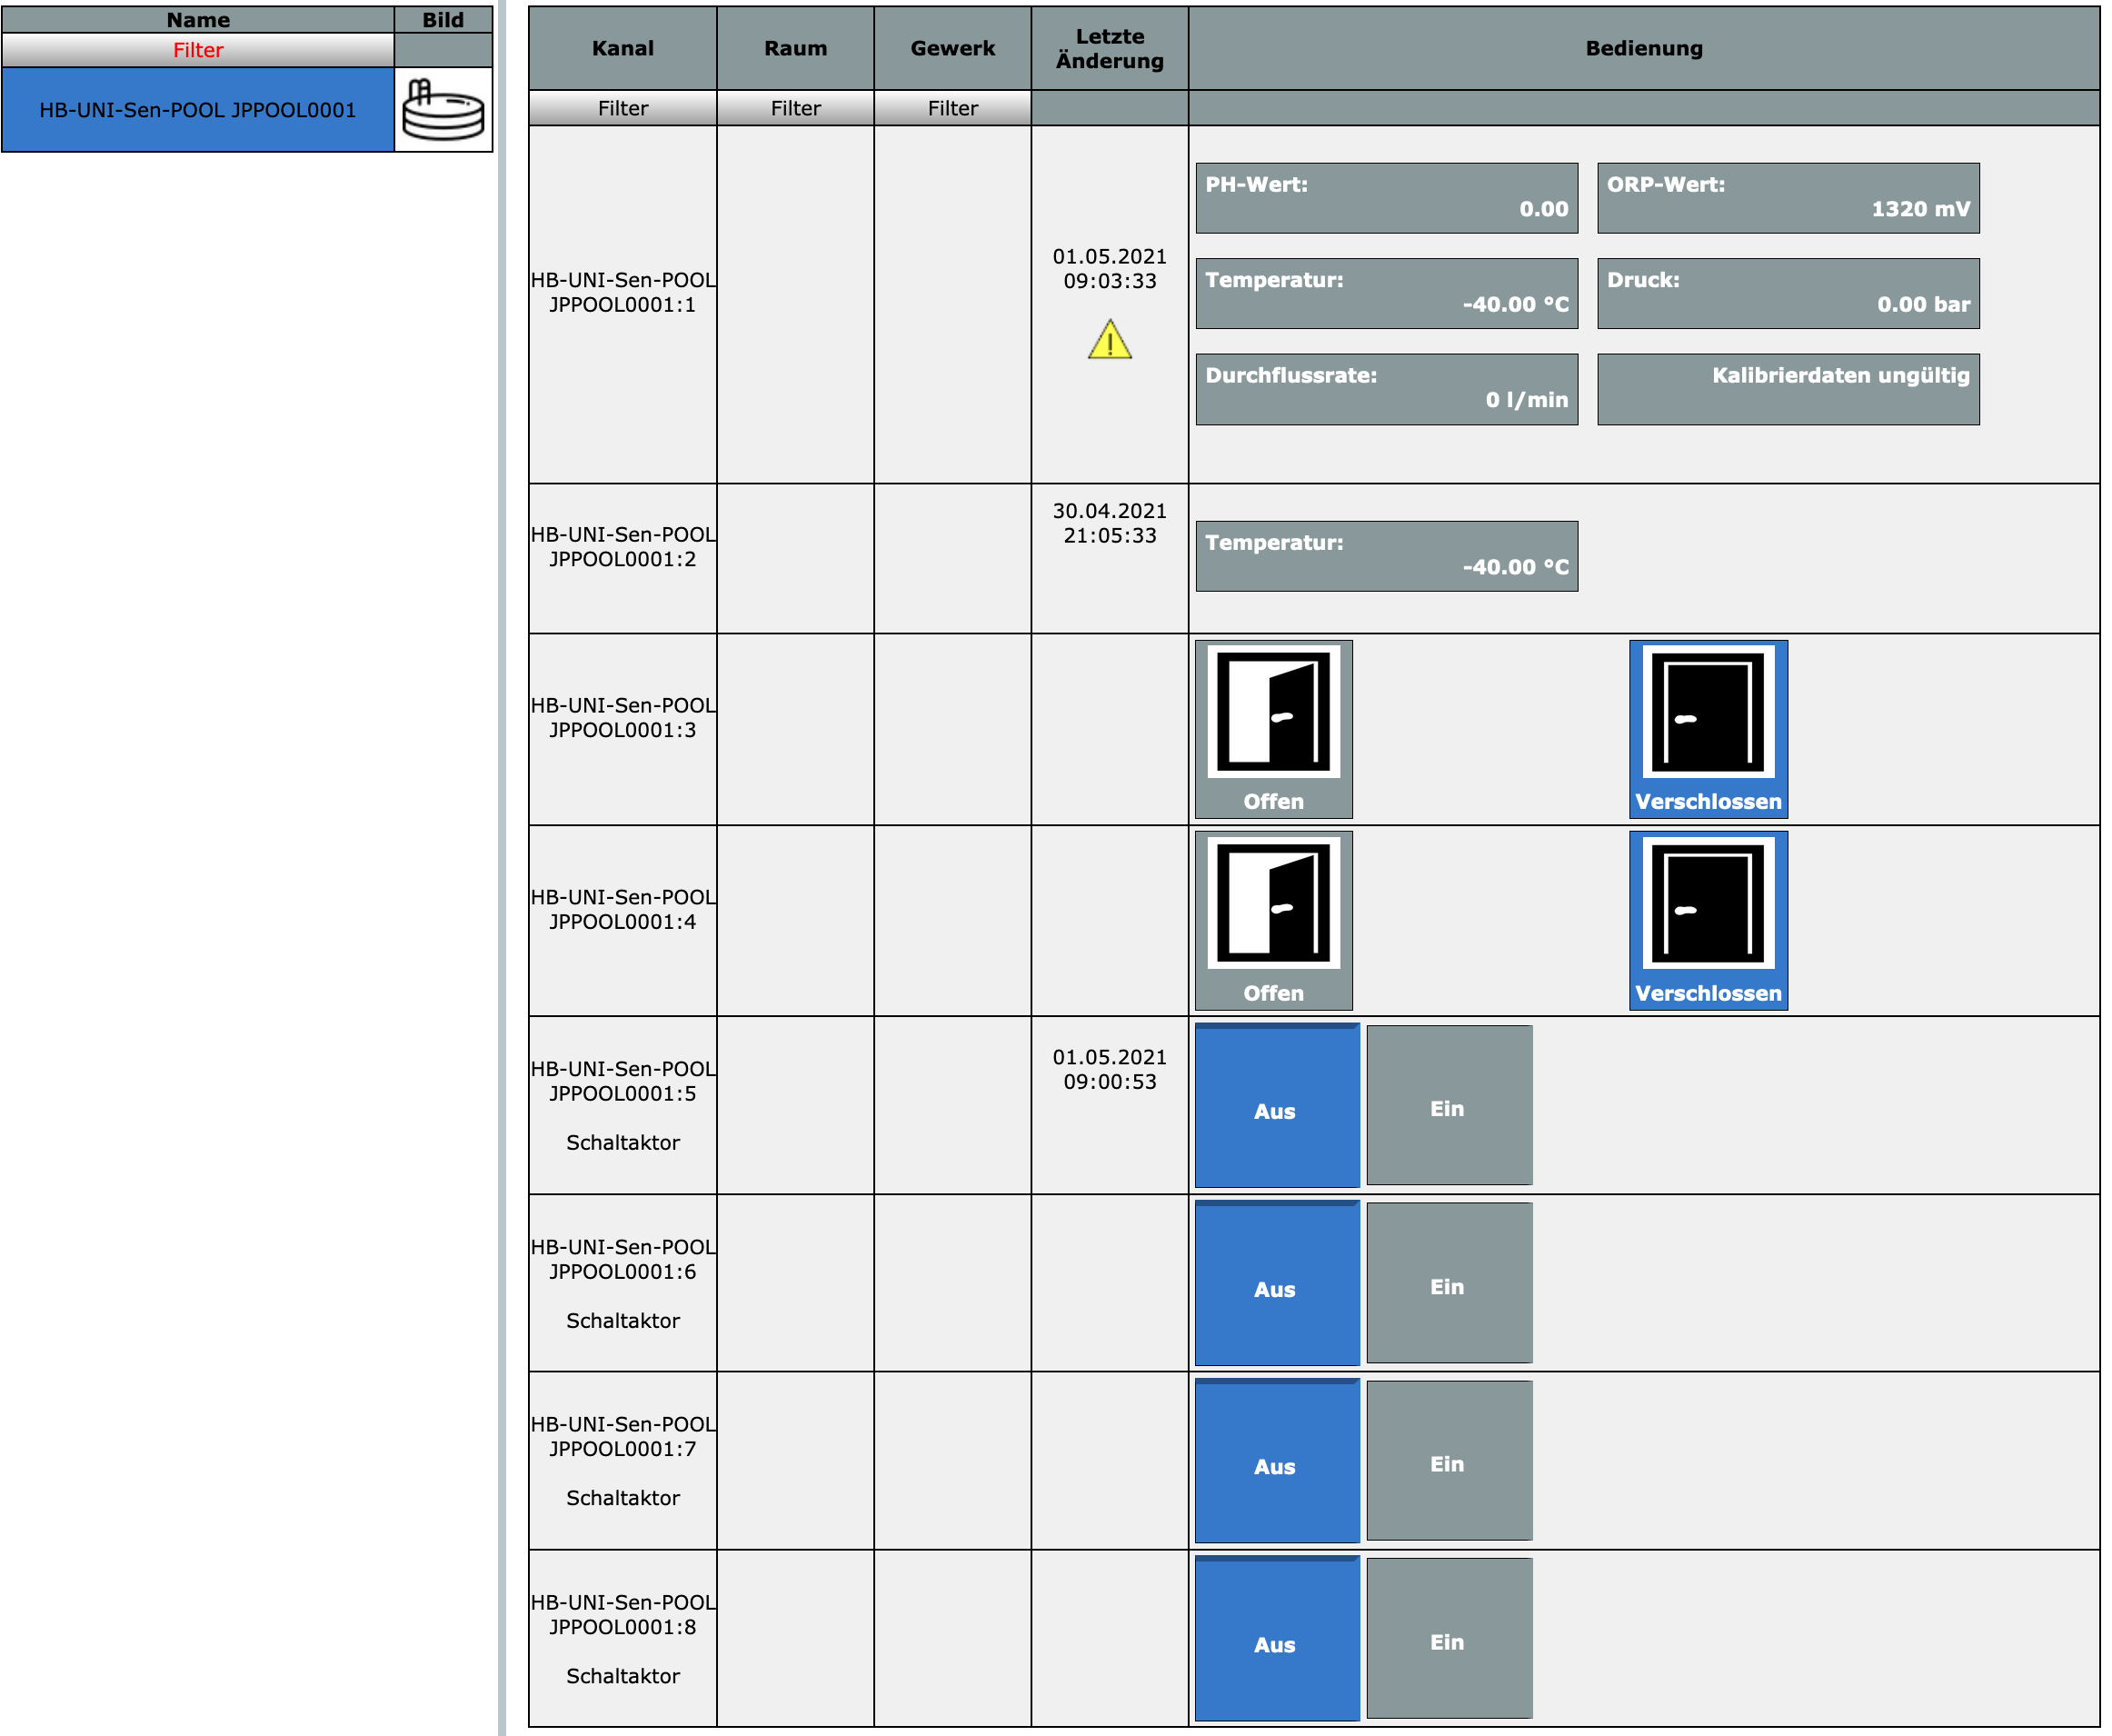 Name
Bild
Filter
HB-UNI-Sen-POOL JPPOOL0001
Kanal
Raum
Gewerk
Letzte
Änderung
Bedienung
Filter
Filter
Filter
HB-UNI-Sen-POOL
JPPOOL0001:1
01.05.2021
09:03:33
PH-Wert:
0.00
ORP-Wert:
1320 mV
Temperatur:
-40.00 °C
Druck:
0.00 bar
Durchflussrate:
0 l/min
Kalibrierdaten ungültig
HB-UNI-Sen-POOL
JPPOOL0001:2
30.04.2021
21:05:33
Temperatur:
-40.00 °C
HB-UNI-Sen-POOL
JPPOOL0001:3
Offen
Verschlossen
HB-UNI-Sen-POOL
JPPOOL0001:4
Offen
Verschlossen
HB-UNI-Sen-POOL
JPPOOL0001:5
Schaltaktor
01.05.2021
09:00:53
Aus
Ein
HB-UNI-Sen-POOL
JPPOOL0001:6
Schaltaktor
Aus
Ein
HB-UNI-Sen-POOL
JPPOOL0001:7
Schaltaktor
Aus
Ein
HB-UNI-Sen-POOL
JPPOOL0001:8
Schaltaktor
Aus
Ein